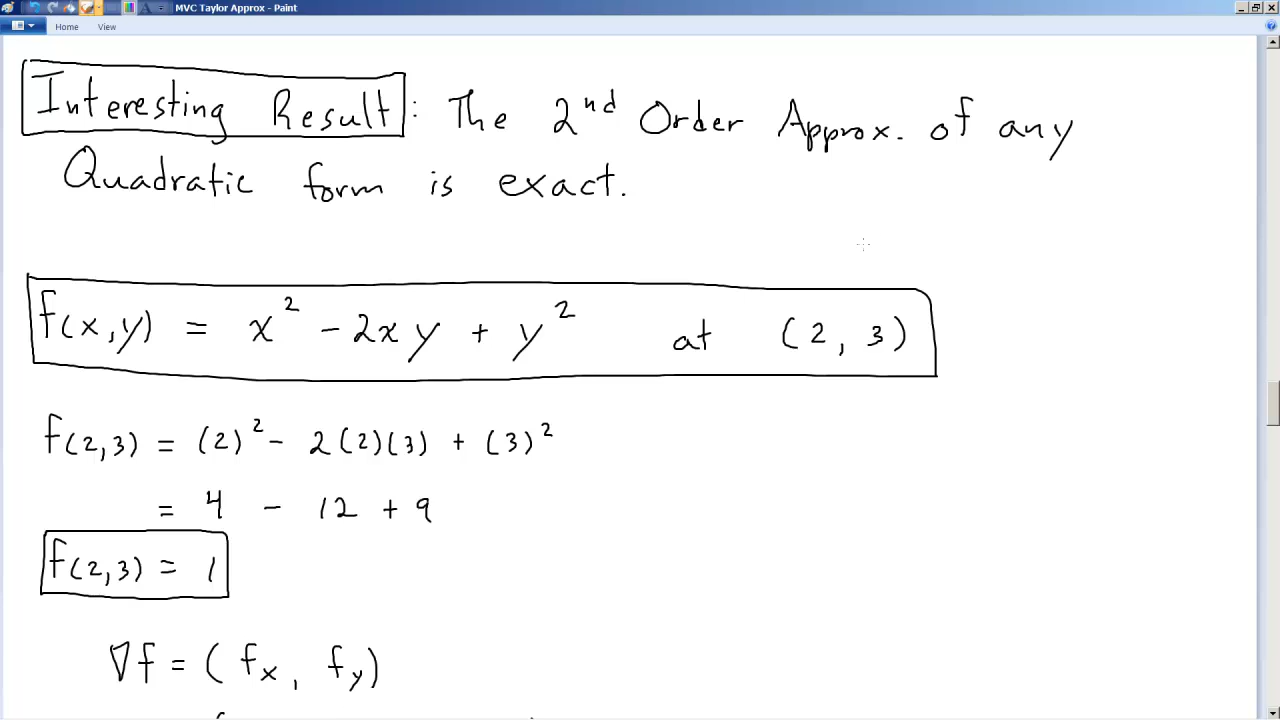 MVC Taylor Approx - Paint
Home View
Interesting Result: The 2nd Order Approx. of any
Quadratic form is exact.
f(x,y) = x² - 2xy + y² at (2, 3)
f(2,3) = (2)² - 2(2)(3) + (3)²
= 4 - 12 + 9
f(2,3) = 1
∇f = (fx, fy)